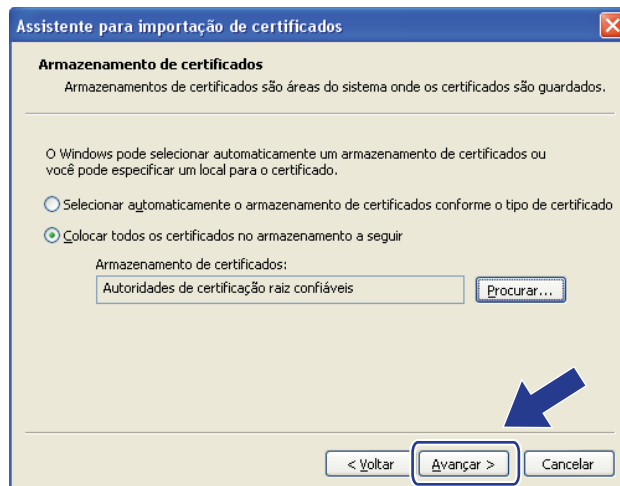 Assistente para importação de certificados
Armazenamento de certificados
Armazenamentos de certificados são áreas do sistema onde os certificados são guardados.
O Windows pode selecionar automaticamente um armazenamento de certificados ou
você pode especificar um local para o certificado.
Selecionar automaticamente o armazenamento de certificados conforme o tipo de certificado
Colocar todos os certificados no armazenamento a seguir
Armazenamento de certificados:
Autoridades de certificação raiz confiáveis
Procurar...
< Voltar
Avançar >
Cancelar